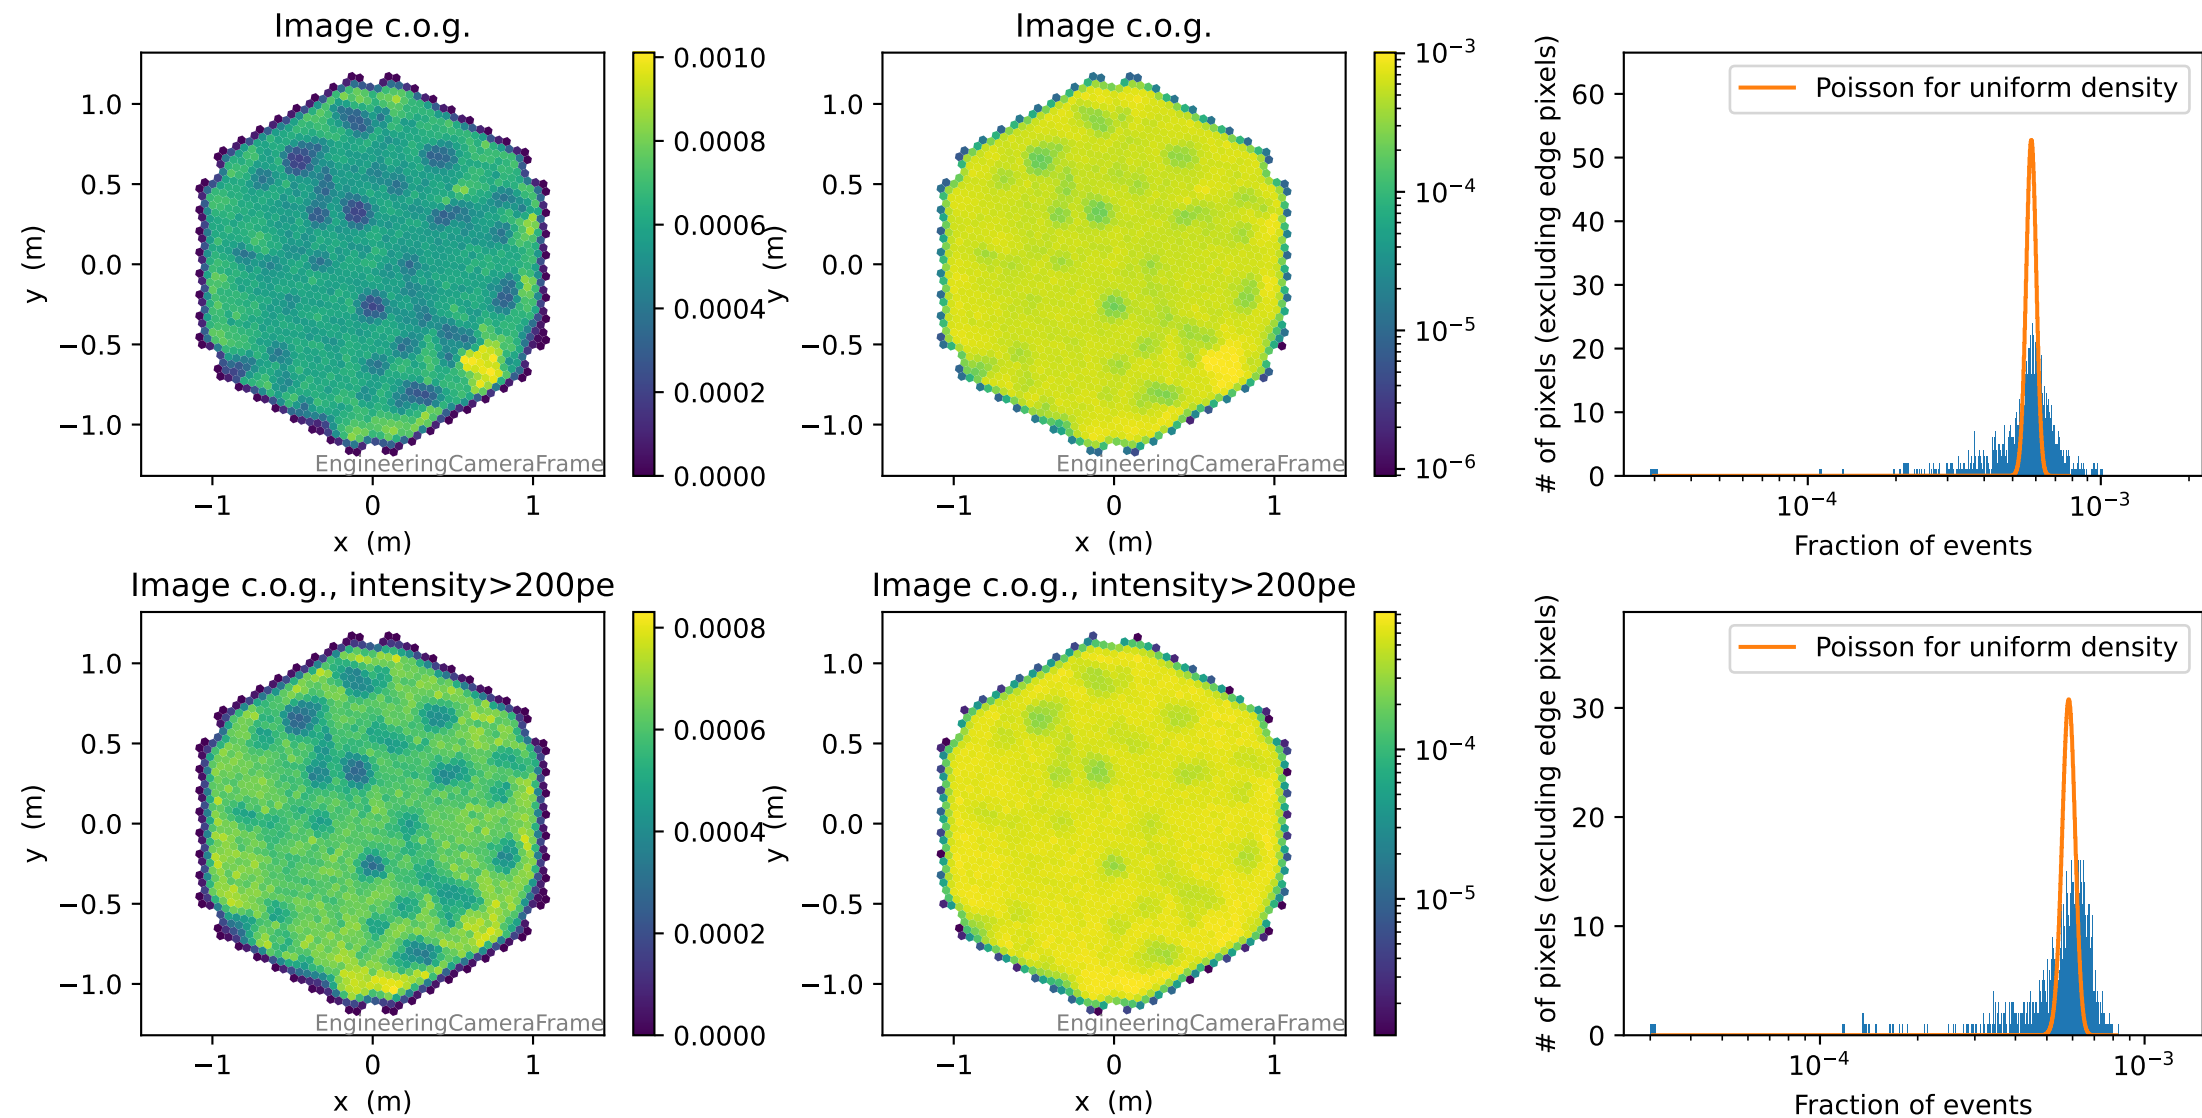 Image c.o.g.
1.0
0.5
0.0
−0.5
−1.0
y (m)
−1
0
1
x (m)
EngineeringCameraFrame
0.0010
0.0008
0.0006
0.0004
0.0002
0.0000
Image c.o.g.
1.0
0.5
0.0
−0.5
−1.0
y (m)
−1
0
1
x (m)
EngineeringCameraFrame
10−3
10−4
10−5
10−6
# of pixels (excluding edge pixels)
60
50
40
30
20
10
0
Poisson for uniform density
10−4
10−3
Fraction of events
Image c.o.g., intensity>200pe
1.0
0.5
0.0
−0.5
−1.0
y (m)
−1
0
1
x (m)
EngineeringCameraFrame
0.0008
0.0006
0.0004
0.0002
0.0000
Image c.o.g., intensity>200pe
1.0
0.5
0.0
−0.5
−1.0
y (m)
−1
0
1
x (m)
EngineeringCameraFrame
10−4
10−5
# of pixels (excluding edge pixels)
30
20
10
0
Poisson for uniform density
10−4
10−3
Fraction of events